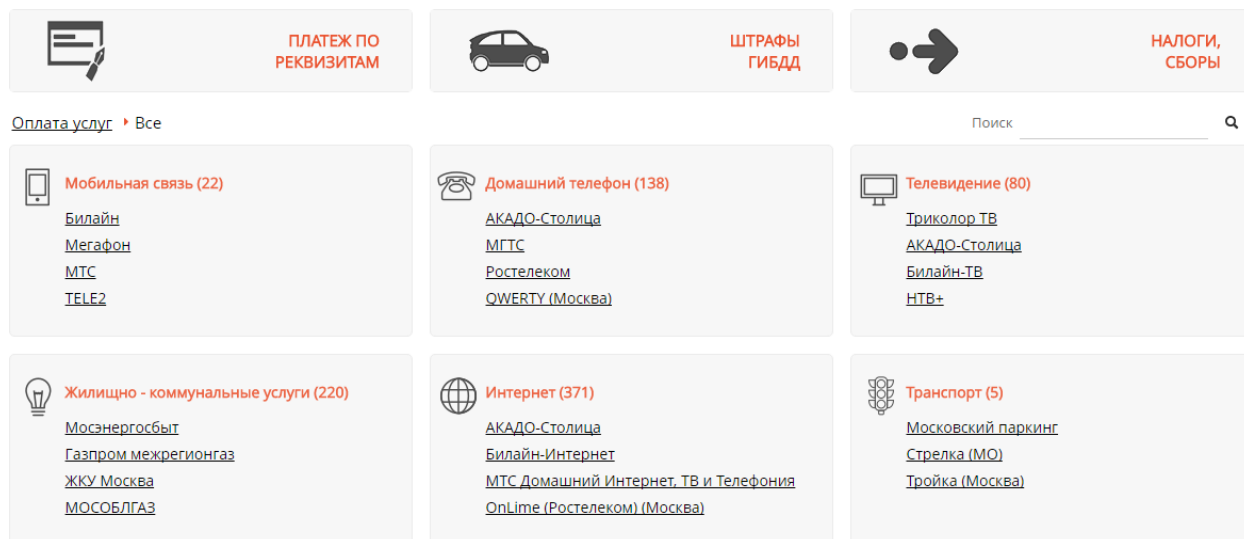 ПЛАТЕЖ ПО
РЕКВИЗИТАМ
ШТРАФЫ
ГИБДД
НАЛОГИ,
СБОРЫ
Оплата услуг Все
Поиск
Мобильная связь (22)
Билайн
Мегафон
МТС
TELE2
Домашний телефон (138)
АКАДО-Столица
МГТС
Ростелеком
QWERTY (Москва)
Телевидение (80)
Триколор ТВ
АКАДО-Столица
Билайн-ТВ
НТВ+
Жилищно - коммунальные услуги (220)
Мосэнергосбыт
Газпром межрегионгаз
ЖКУ Москва
МОСОБЛГАЗ
Интернет (371)
АКАДО-Столица
Билайн-Интернет
МТС Домашний Интернет, ТВ и Телефония
OnLime (Ростелеком) (Москва)
Транспорт (5)
Московский паркинг
Стрелка (МО)
Тройка (Москва)